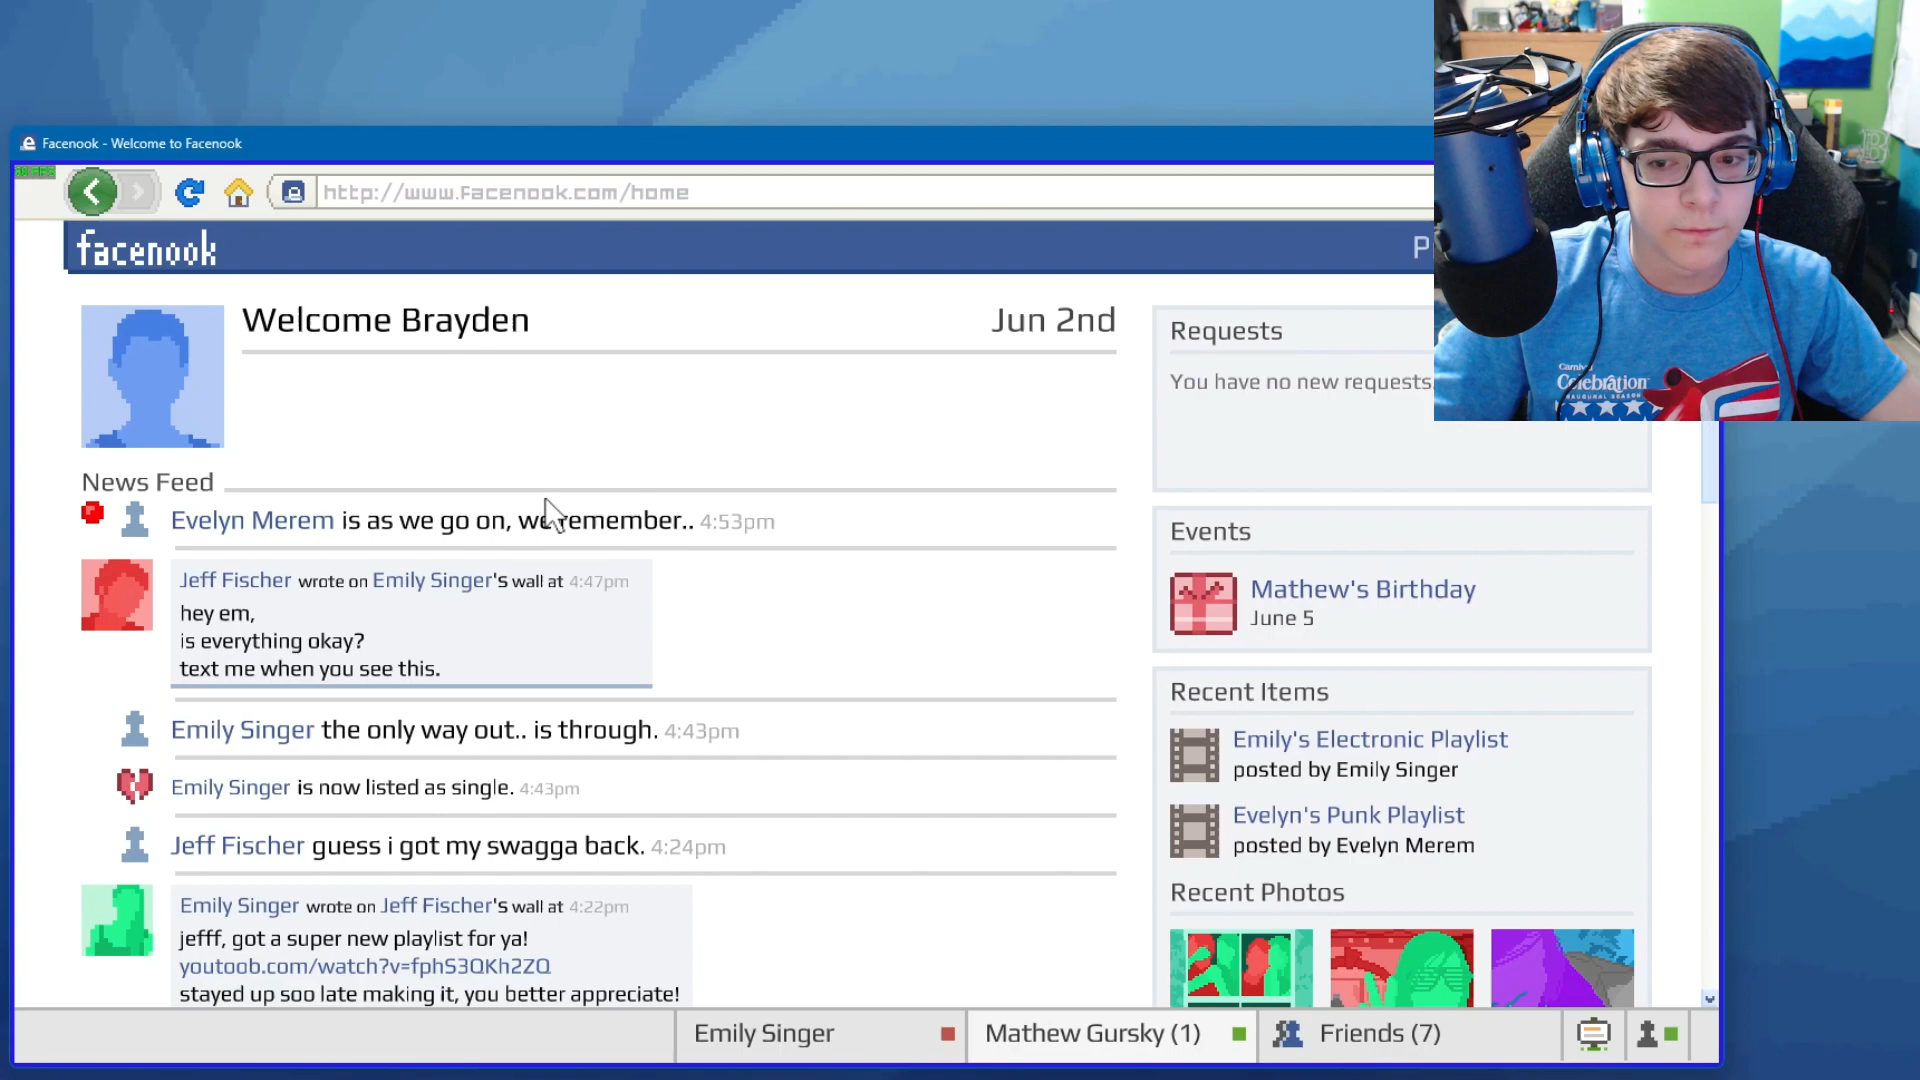 Facenook - Welcome to Facenook
http://www.Facenook.com/home
facenook
P
Welcome Brayden
Jun 2nd
News Feed
Evelyn Merem is as we go on, we remember.. 4:53pm
Jeff Fischer wrote on Emily Singer's wall at 4:47pm
hey em,
is everything okay?
text me when you see this.
Emily Singer the only way out.. is through. 4:43pm
Emily Singer is now listed as single. 4:43pm
Jeff Fischer guess i got my swagga back. 4:24pm
Emily Singer wrote on Jeff Fischer's wall at 4:22pm
jefff, got a super new playlist for ya!
youtoob.com/watch?v=fphS3QKh2ZQ
stayed up soo late making it, you better appreciate!
Requests
You have no new requests.
Events
Mathew's Birthday
June 5
Recent Items
Emily's Electronic Playlist
posted by Emily Singer
Evelyn's Punk Playlist
posted by Evelyn Merem
Recent Photos
Emily Singer
Mathew Gursky (1)
Friends (7)
Carnival
Celebration
INAUGURAL SEASON